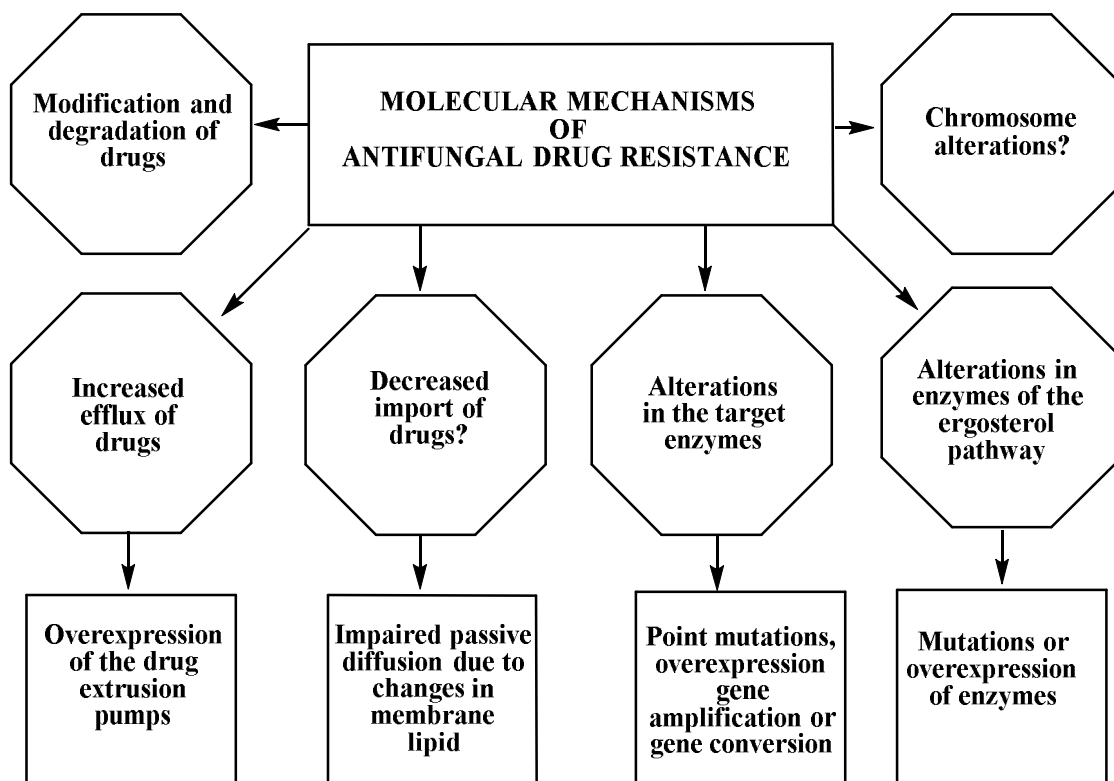 Modification and
degradation of
drugs
MOLECULAR MECHANISMS
OF
ANTIFUNGAL DRUG RESISTANCE
Chromosome
alterations?
Increased
efflux of
drugs
Decreased
import of
drugs?
Alterations
in the target
enzymes
Alterations in
enzymes of the
ergosterol
pathway
Overexpression
of the drug
extrusion
pumps
Impaired passive
diffusion due to
changes in
membrane
lipid
Point mutations,
overexpression
gene
amplification or
gene conversion
Mutations or
overexpression
of enzymes